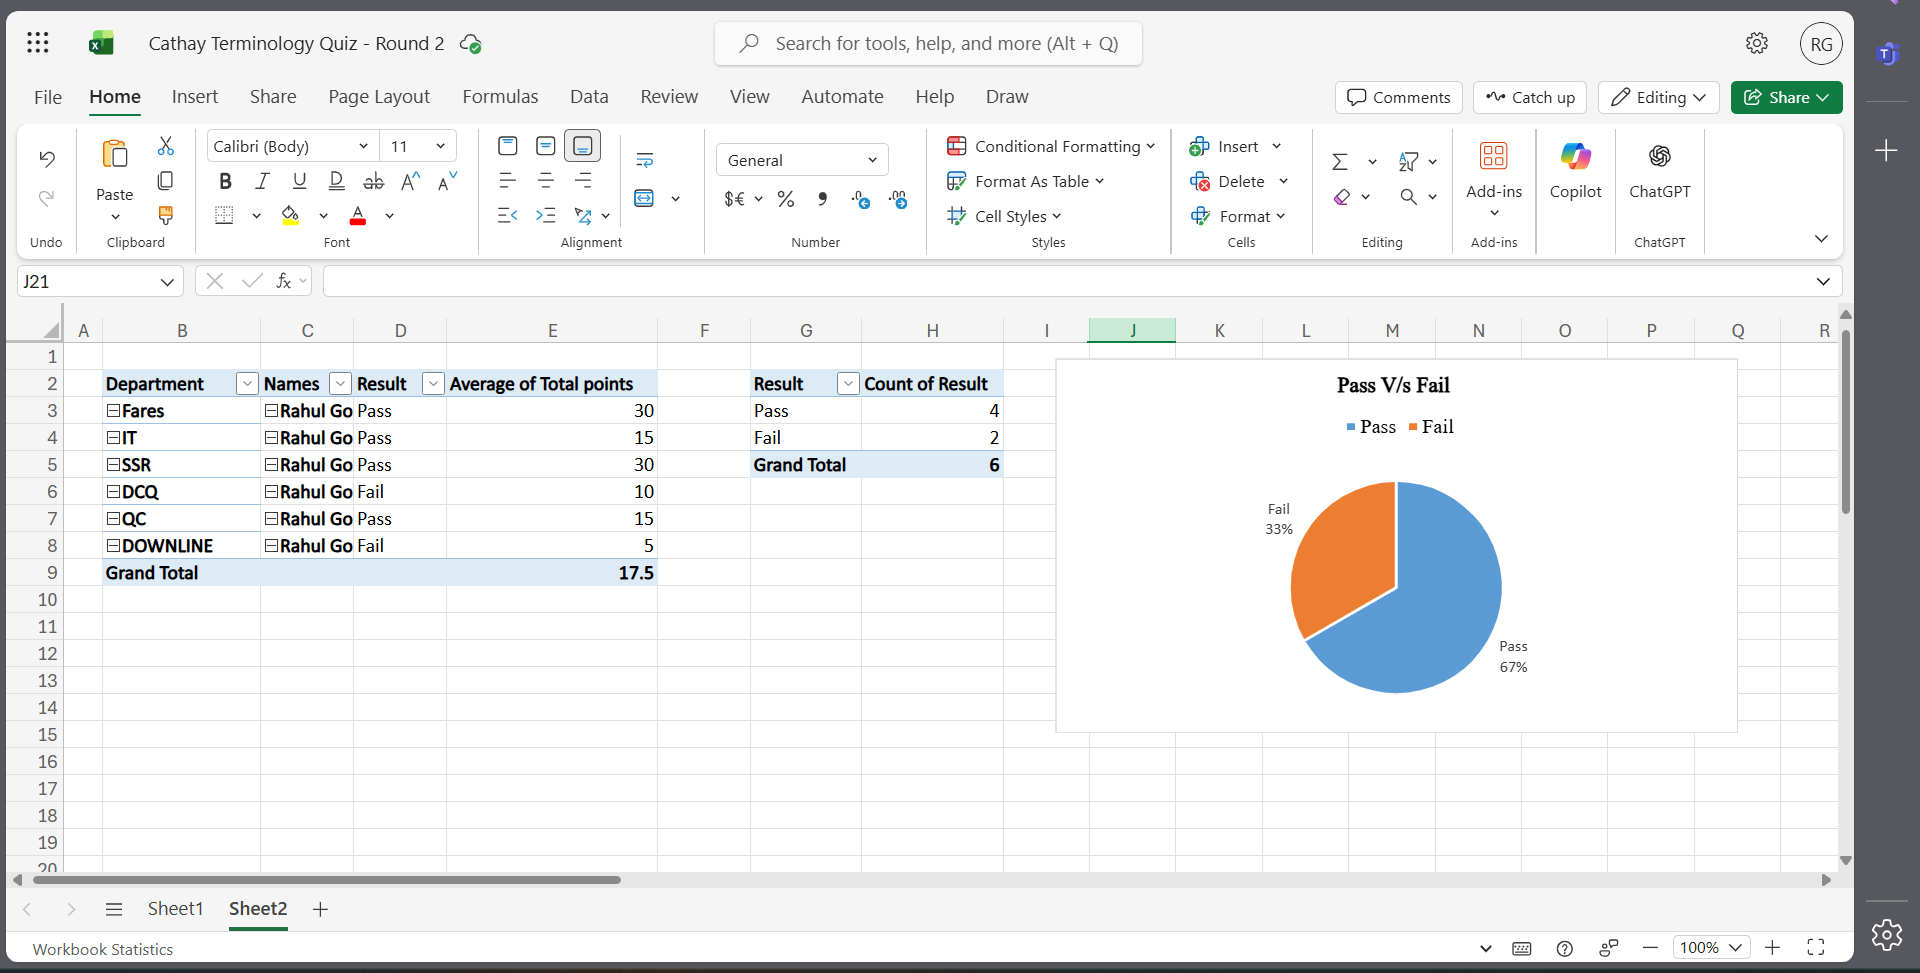 Cathay Terminology Quiz - Round 2
Search for tools, help, and more (Alt + Q)
RG
File Home Insert Share Page Layout Formulas Data Review View Automate Help Draw
Comments Catch up Editing Share
Calibri (Body) 11
General
Conditional Formatting
Format As Table
Cell Styles
Insert
Delete
Format
Paste
Add-ins Copilot ChatGPT
Undo Clipboard Font Alignment Number Styles Cells Editing Add-ins ChatGPT
J21
fx
A B C D E F G H I J K L M N O P Q R
1
2 Department Names Result Average of Total points Result Count of Result
3 Fares Rahul Go Pass 30 Pass 4
4 IT Rahul Go Pass 15 Fail 2
5 SSR Rahul Go Pass 30 Grand Total 6
6 DCQ Rahul Go Fail 10
7 QC Rahul Go Pass 15
8 DOWNLINE Rahul Go Fail 5
9 Grand Total 17.5
10
11
12
13
14
15
16
17
18
19
20
Pass V/s Fail
Pass Fail
Fail
33%
Pass
67%
Sheet1 Sheet2
Workbook Statistics
100%